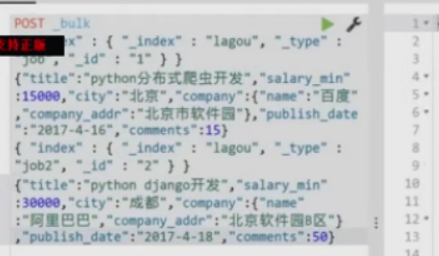 POST _bulk
支持正版
index" : { "_index" : "lagou", "_type" :
"job", "_id" : "1" } }
{"title":"python分布式爬虫开发","salary_min"
:15000,"city":"北京","company":{"name":"百度"
,"company_addr":"北京市软件园"},"publish_date"
:"2017-4-16","comments":15}
{ "index" : { "_index" : "lagou", "_type" :
"job2", "_id" : "2" } }
{"title":"python django开发","salary_min"
:30000,"city":"成都","company":{"name"
:"阿里巴巴","company_addr":"北京软件园B区"}
,"publish_date":"2017-4-18","comments":50}
1
2
3
4
5
6
7
8
9
10
11
12
13